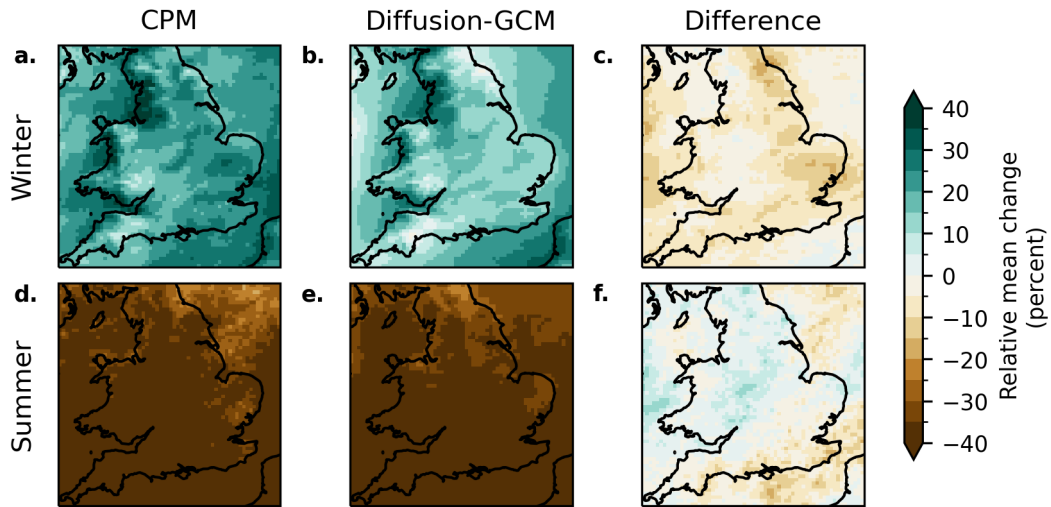 CPM Diffusion-GCM Difference
a. b. c.
Winter
d. e. f.
Summer
40
30
20
10
0
−10
−20
−30
−40
Relative mean change
(percent)